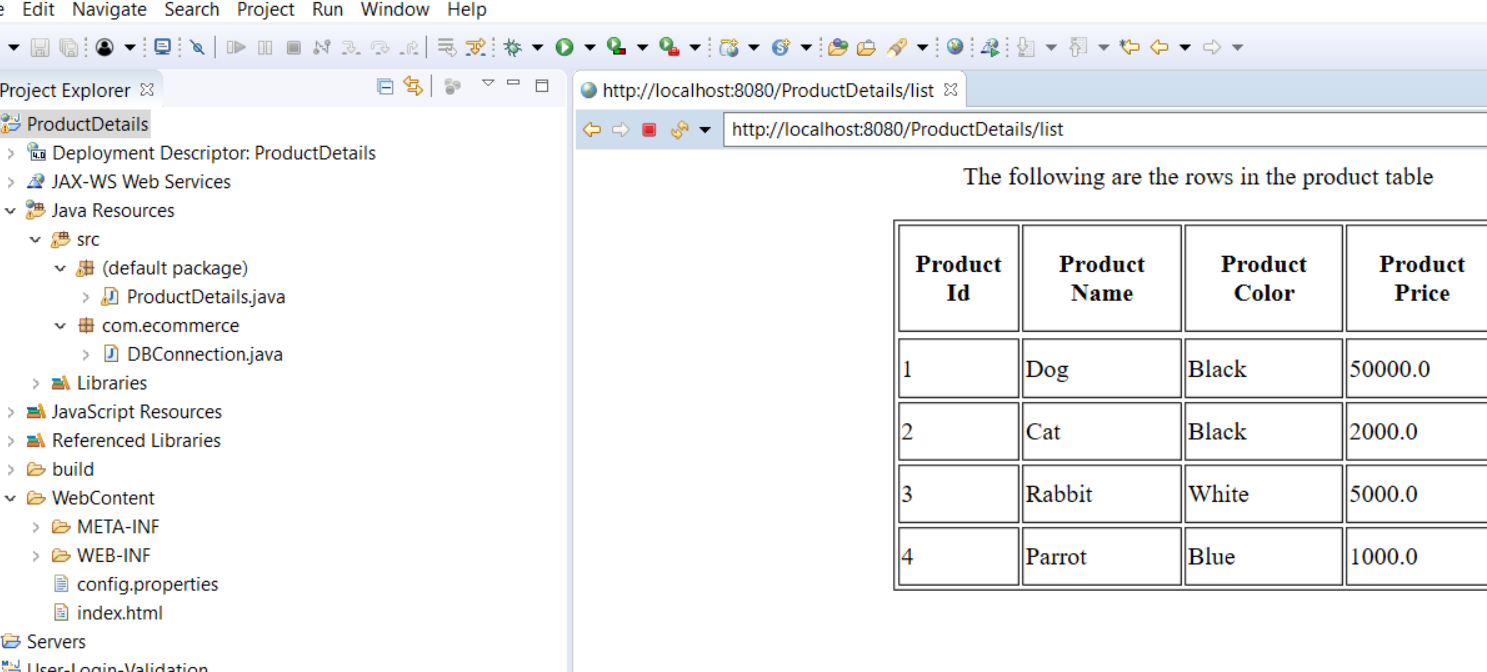 e Edit Navigate Search Project Run Window Help
Project Explorer
ProductDetails
Deployment Descriptor: ProductDetails
JAX-WS Web Services
Java Resources
src
(default package)
ProductDetails.java
com.ecommerce
DBConnection.java
Libraries
JavaScript Resources
Referenced Libraries
build
WebContent
META-INF
WEB-INF
config.properties
index.html
Servers
User-Login-Validation
http://localhost:8080/ProductDetails/list
http://localhost:8080/ProductDetails/list
The following are the rows in the product table
Product Id Product Name Product Color Product Price
1 Dog Black 50000.0
2 Cat Black 2000.0
3 Rabbit White 5000.0
4 Parrot Blue 1000.0